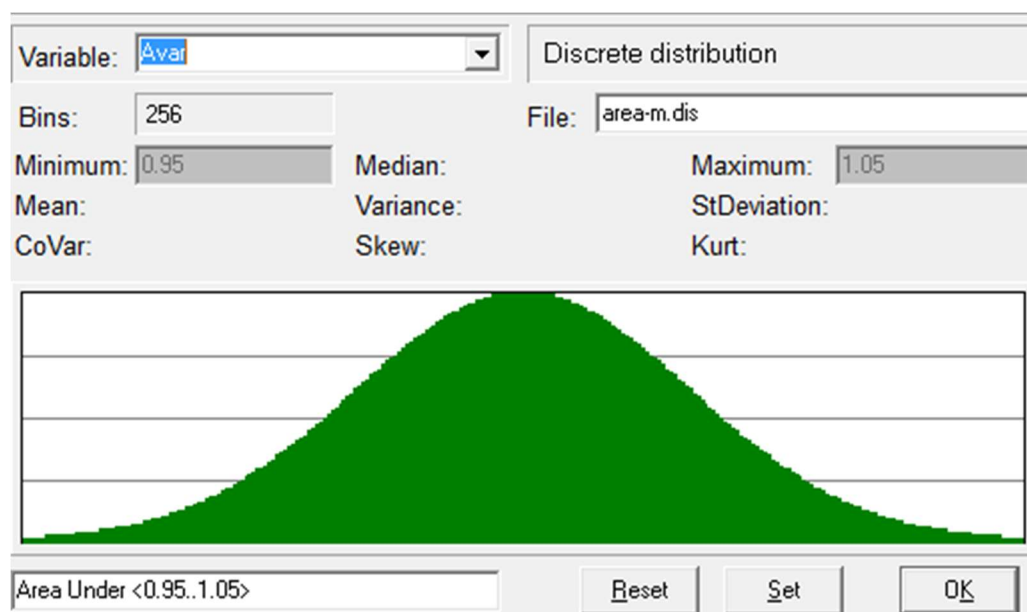 Variable: Avar Discrete distribution
Bins: 256 File: area-m.dis
Minimum: 0.95 Median: Maximum: 1.05
Mean: Variance: StDeviation:
CoVar: Skew: Kurt:
Area Under <0.95..1.05> Reset Set OK